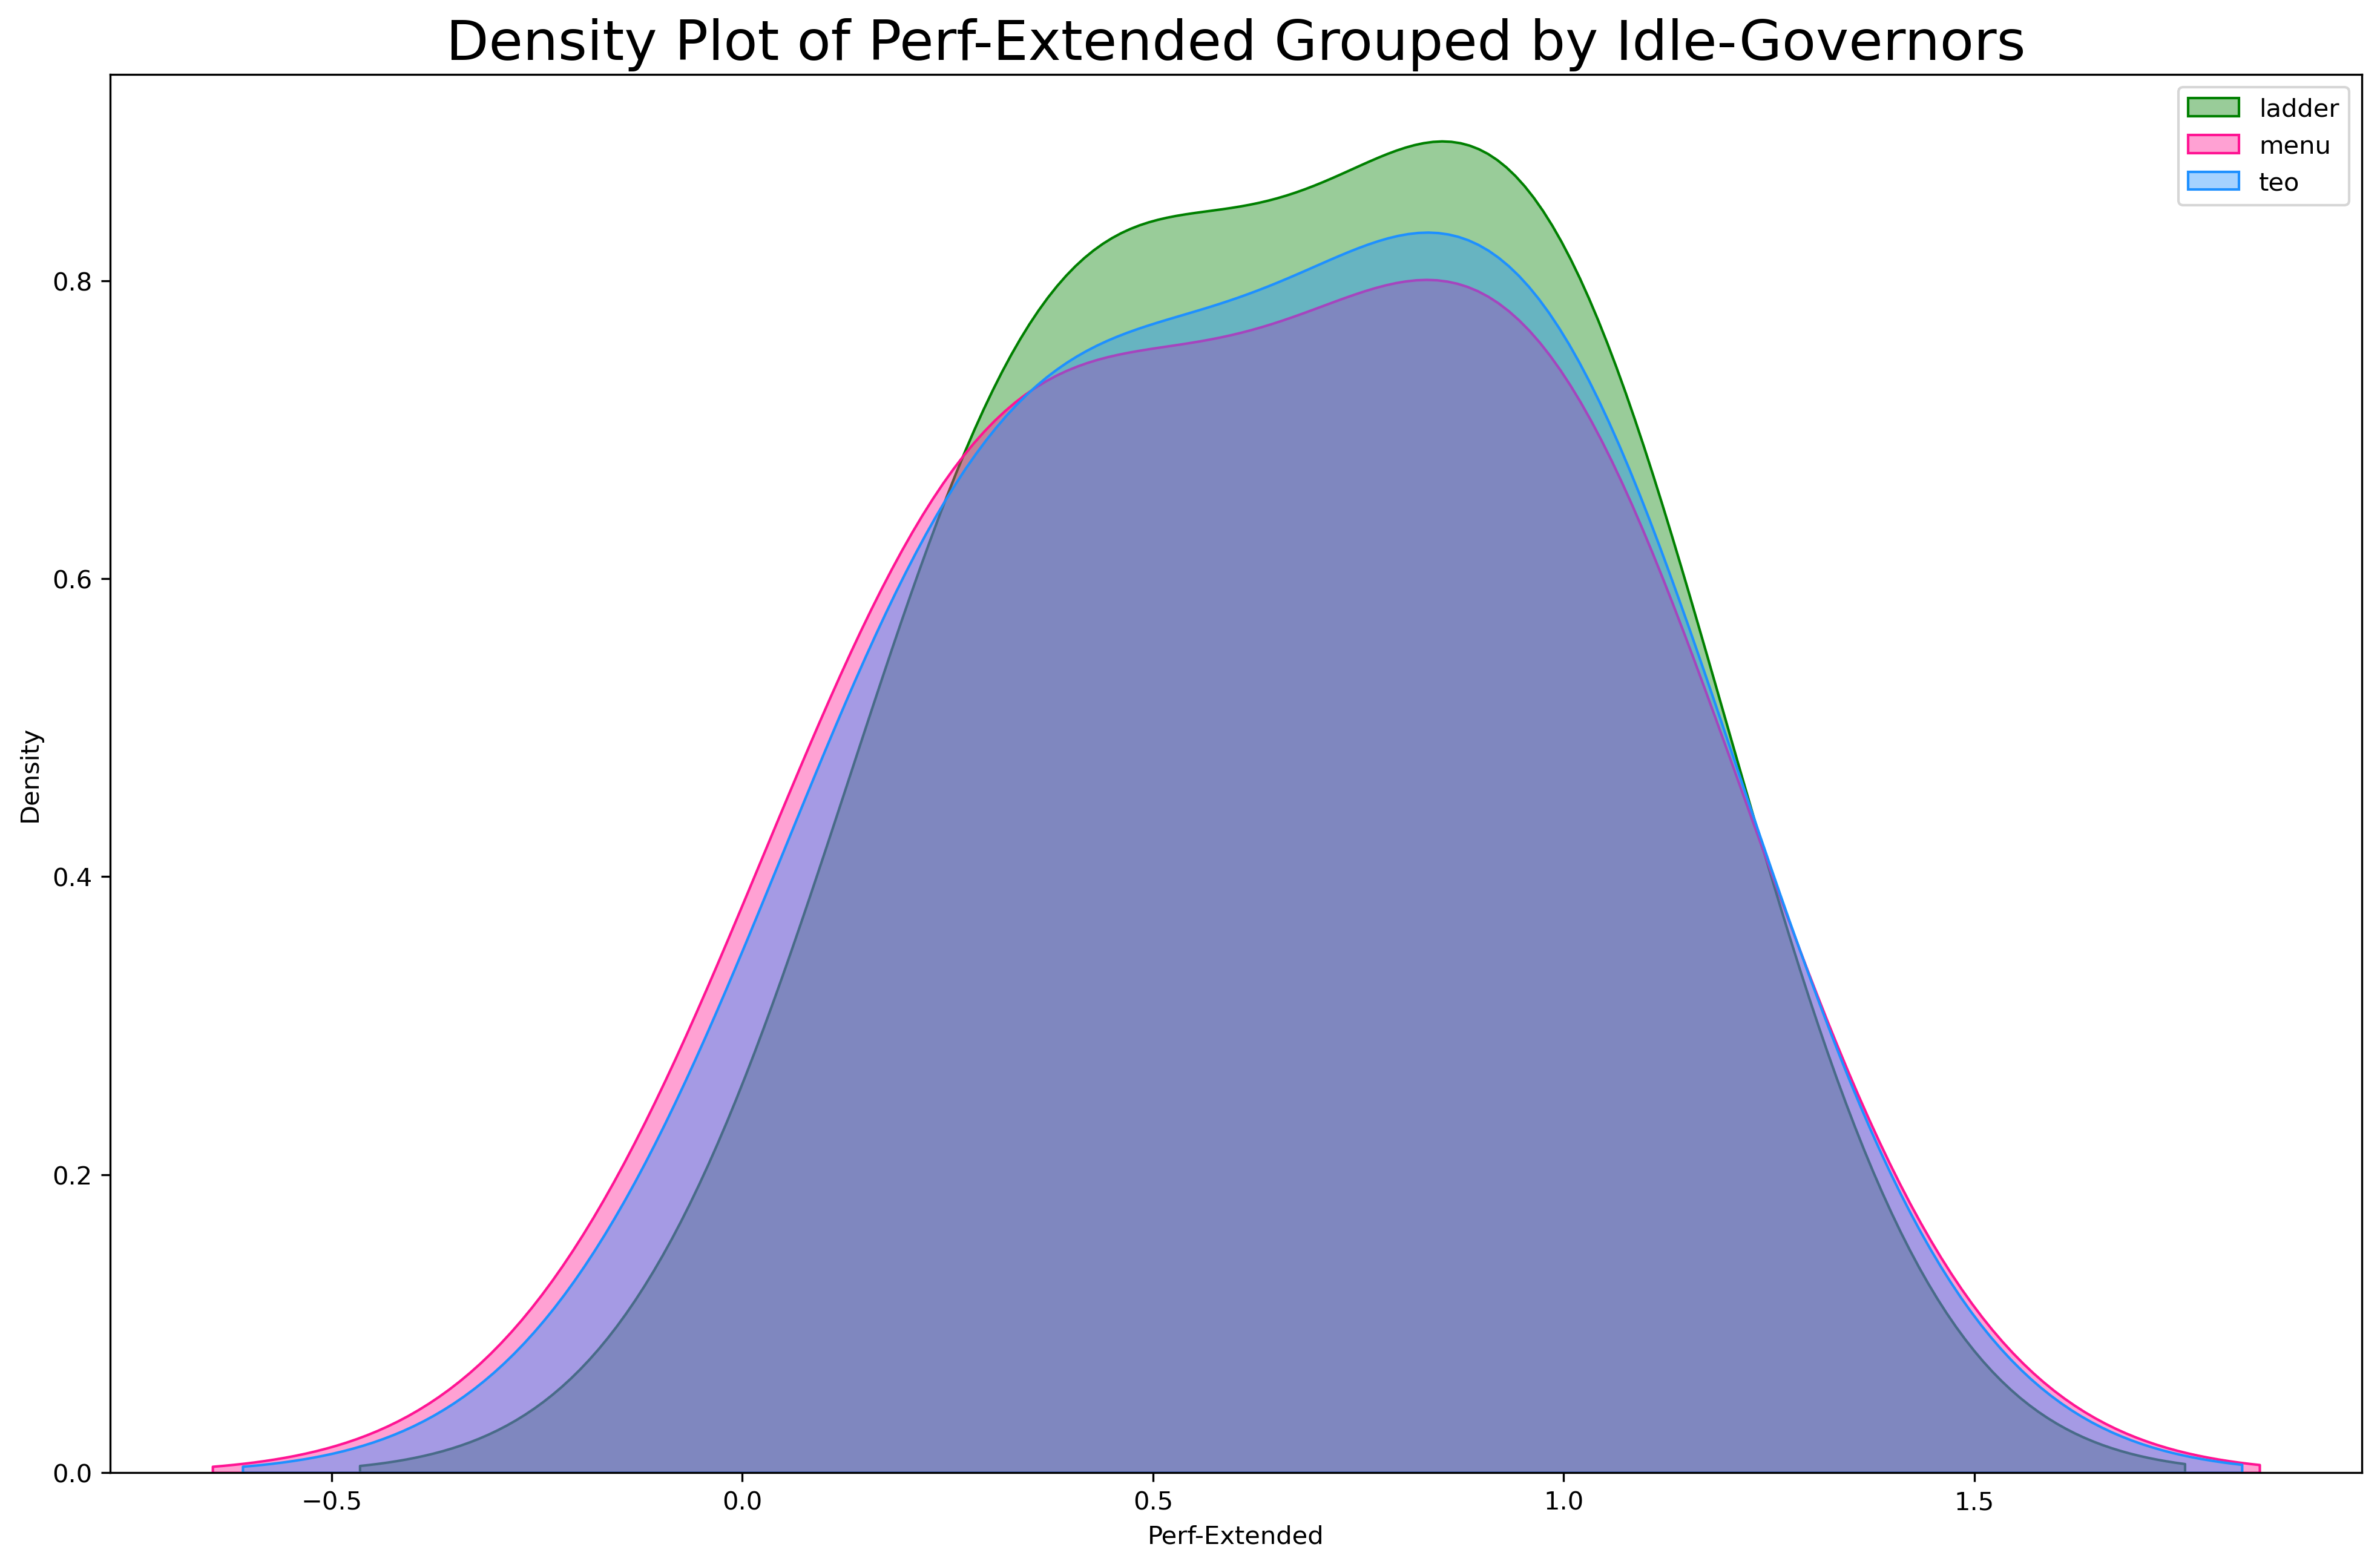 Density Plot of Perf-Extended Grouped by Idle-Governors
ladder
menu
teo
0.8
0.6
0.4
0.2
0.0
Density
−0.5
0.0
0.5
1.0
1.5
Perf-Extended